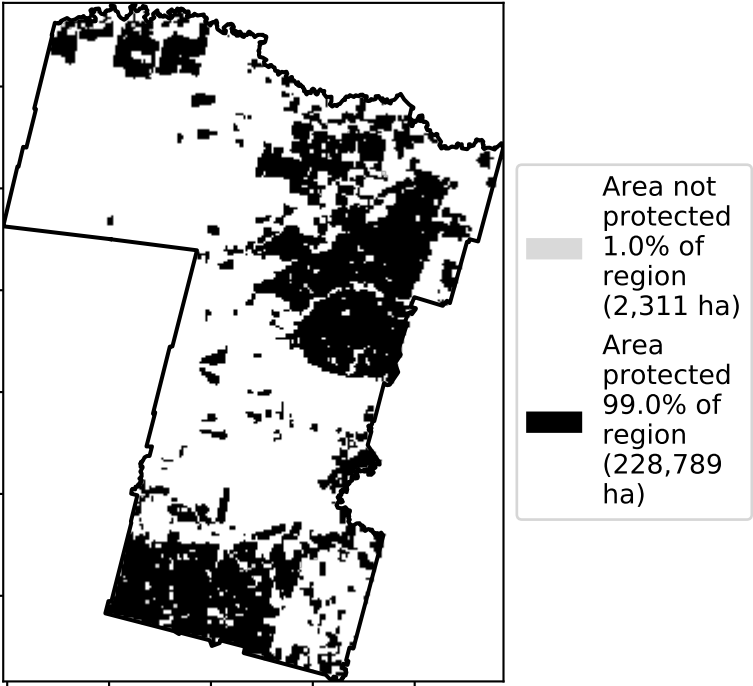 Area not
protected
1.0% of
region
(2,311 ha)
Area
protected
99.0% of
region
(228,789
ha)